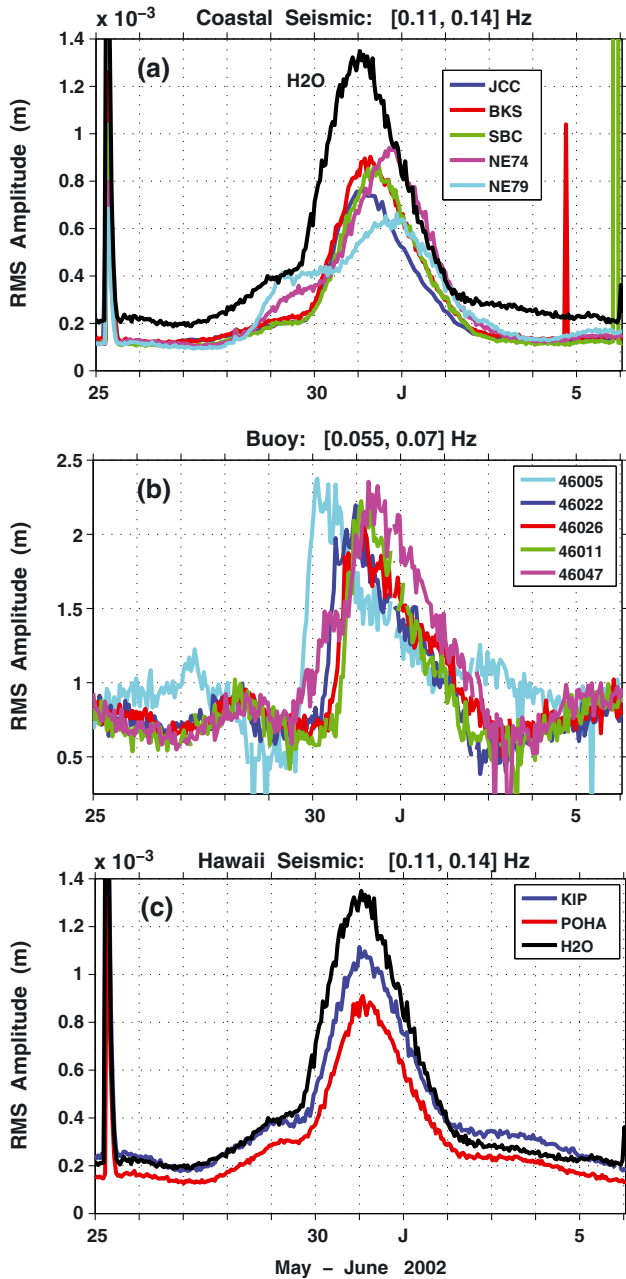 x 10⁻³ Coastal Seismic: [0.11, 0.14] Hz
(a)
H2O
JCC
BKS
SBC
NE74
NE79
RMS Amplitude (m)
1.4
1.2
1
0.8
0.6
0.4
0.2
0
25 30 J 5
Buoy: [0.055, 0.07] Hz
(b)
46005
46022
46026
46011
46047
RMS Amplitude (m)
2.5
2
1.5
1
0.5
25 30 J 5
x 10⁻³ Hawaii Seismic: [0.11, 0.14] Hz
(c)
KIP
POHA
H2O
RMS Amplitude (m)
1.4
1.2
1
0.8
0.6
0.4
0.2
0
25 30 J 5
May – June 2002